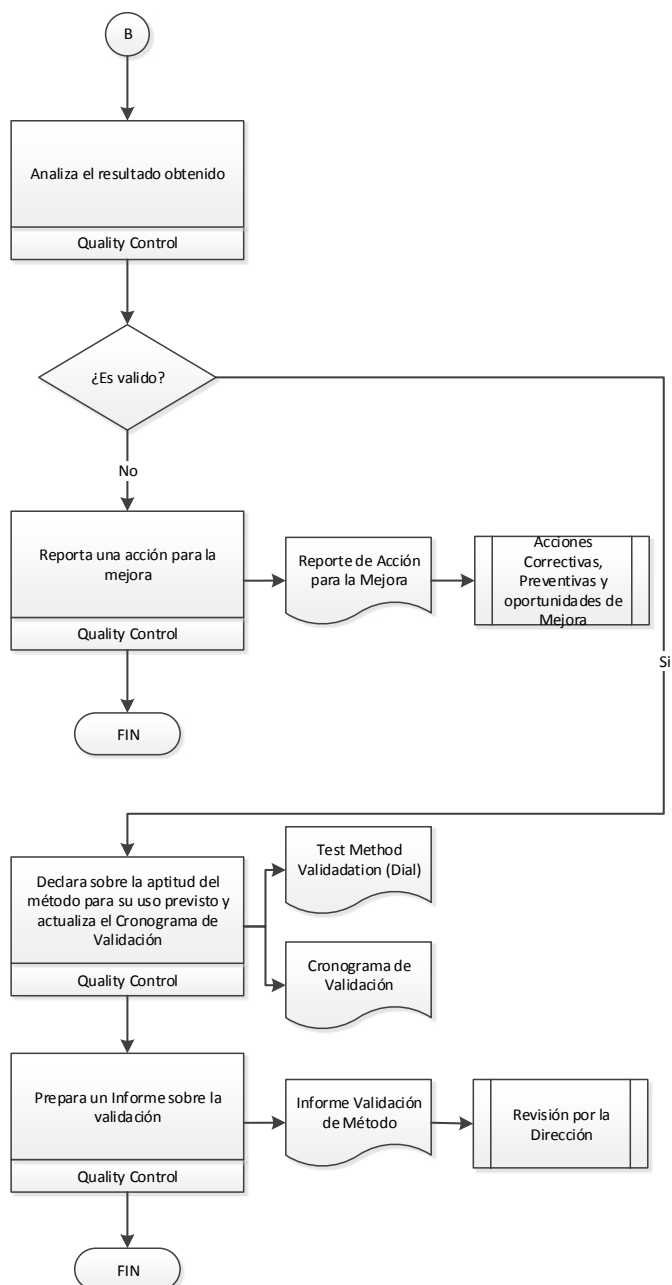 B
Analiza el resultado obtenido
Quality Control
¿Es valido?
No
Reporta una acción para la
mejora
Quality Control
Reporte de Acción
para la Mejora
Acciones
Correctivas,
Preventivas y
oportunidades de
Mejora
Si
FIN
Declara sobre la aptitud del
método para su uso previsto y
actualiza el Cronograma de
Validación
Quality Control
Test Method
Validadation (Dial)
Cronograma de
Validación
Prepara un Informe sobre la
validación
Quality Control
Informe Validación
de Método
Revisión por la
Dirección
FIN